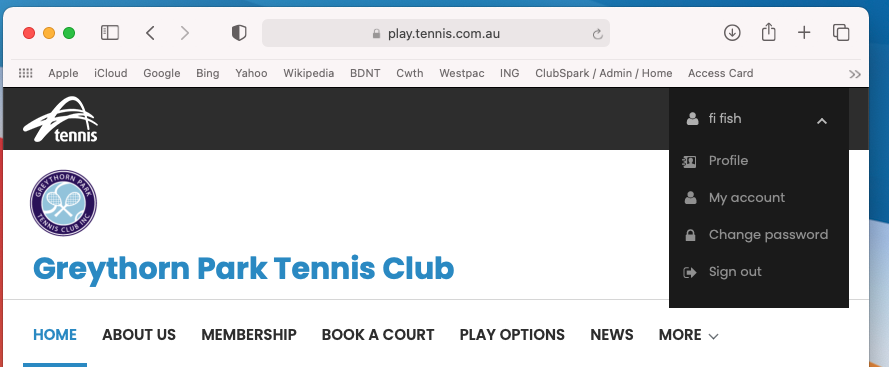 play.tennis.com.au
Apple iCloud Google Bing Yahoo Wikipedia BDNT Cwth Westpac ING ClubSpark / Admin / Home Access Card
tennis
fi fish
Profile
My account
Change password
Sign out
GREYTHORN PARK
TENNIS CLUB INC
Greythorn Park Tennis Club
HOME ABOUT US MEMBERSHIP BOOK A COURT PLAY OPTIONS NEWS MORE